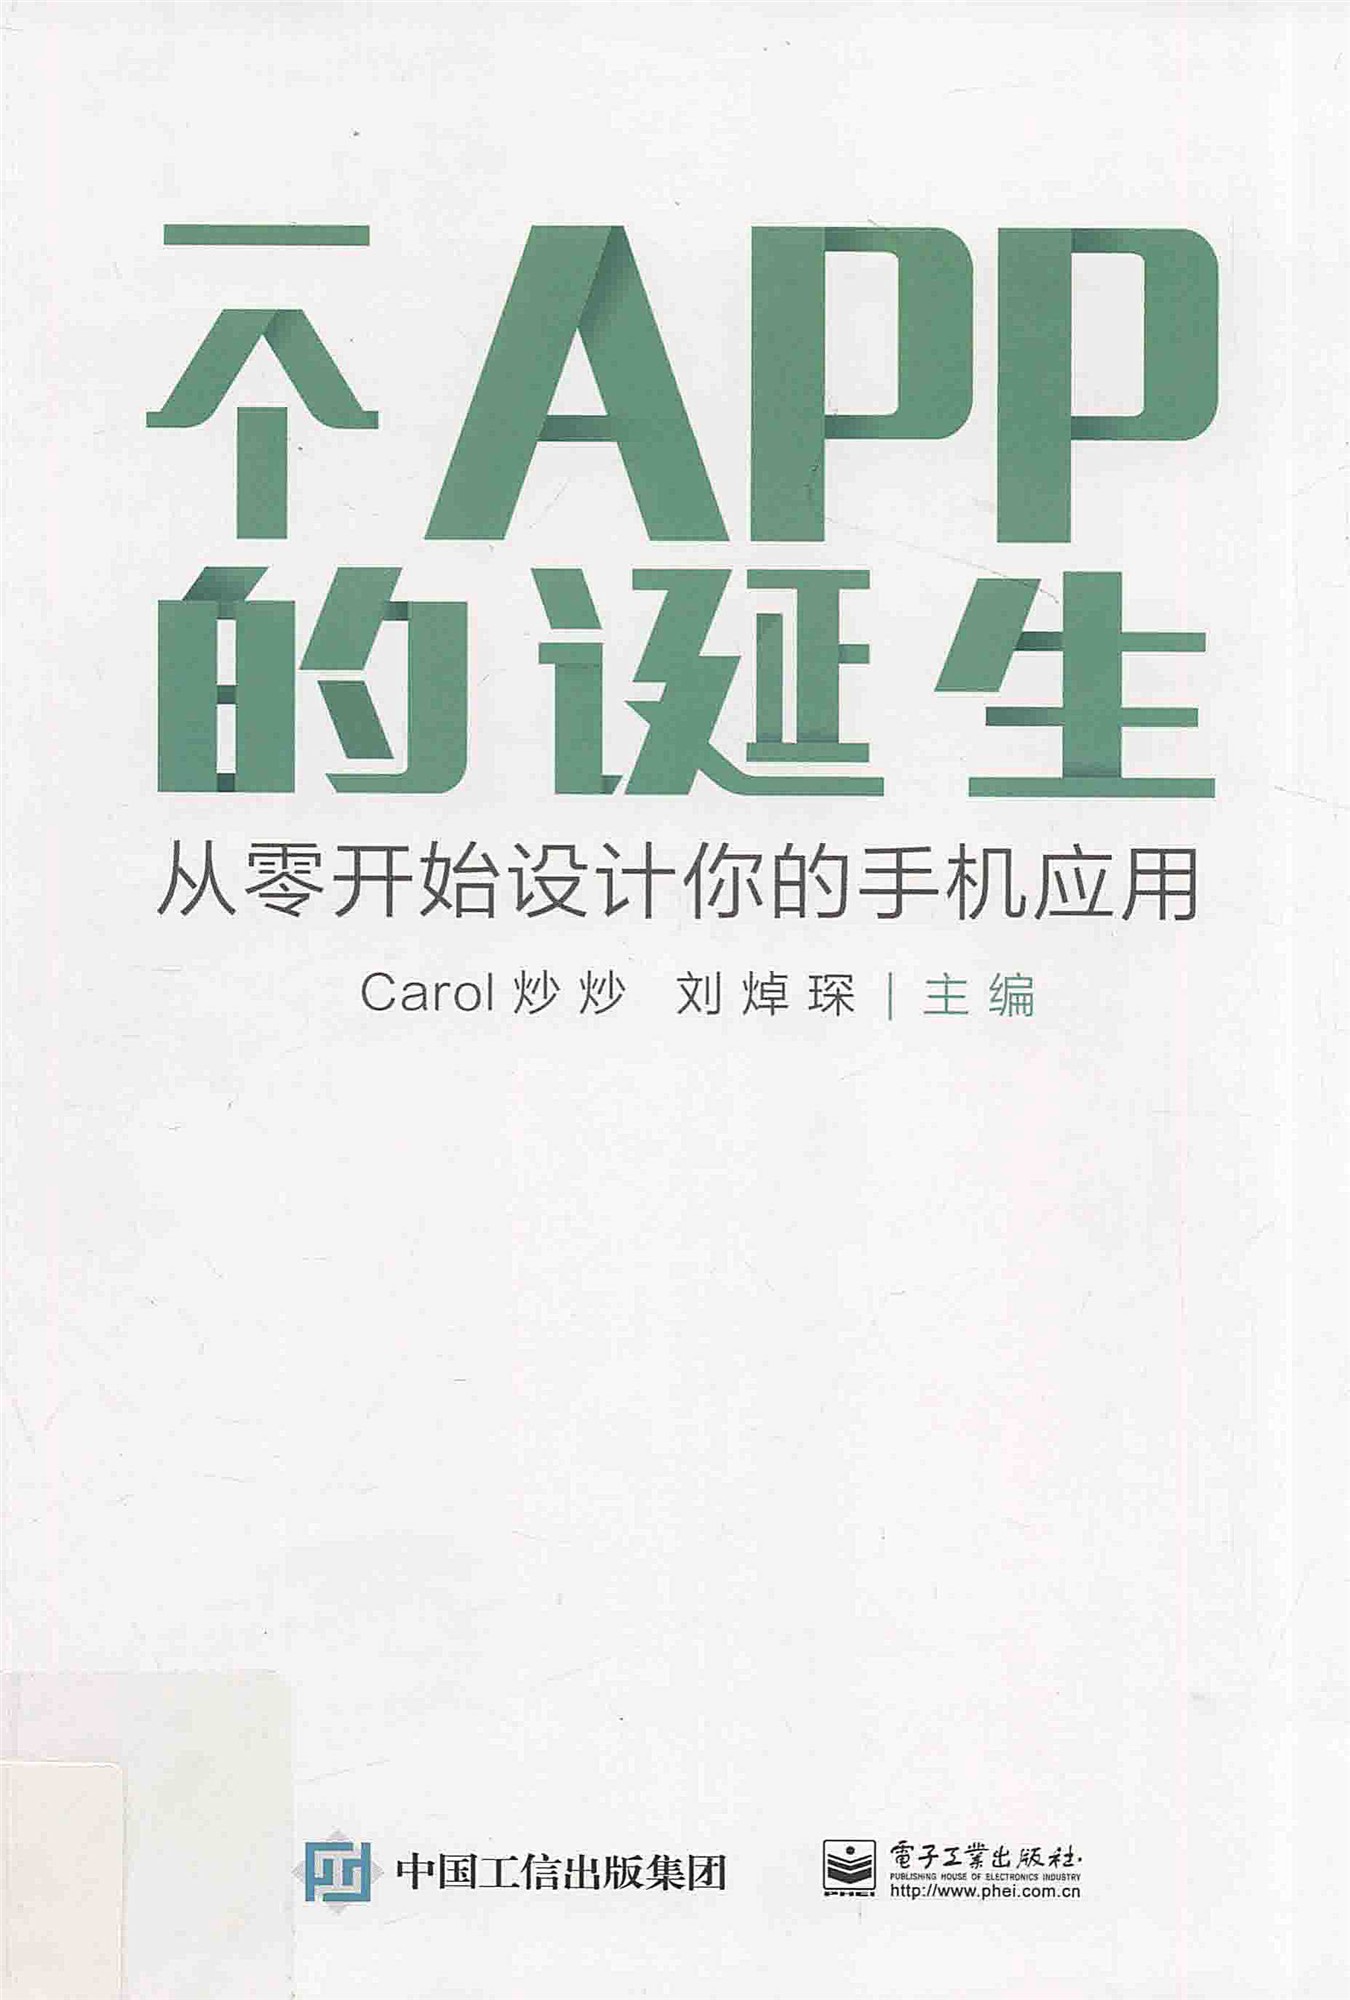 一个APP
的诞生
从零开始设计你的手机应用
Carol炒炒 刘焯琛 | 主编
中国工信出版集团
PHEI
電子工業出版社·
PUBLISHING HOUSE OF ELECTRONICS INDUSTRY
http://www.phei.com.cn